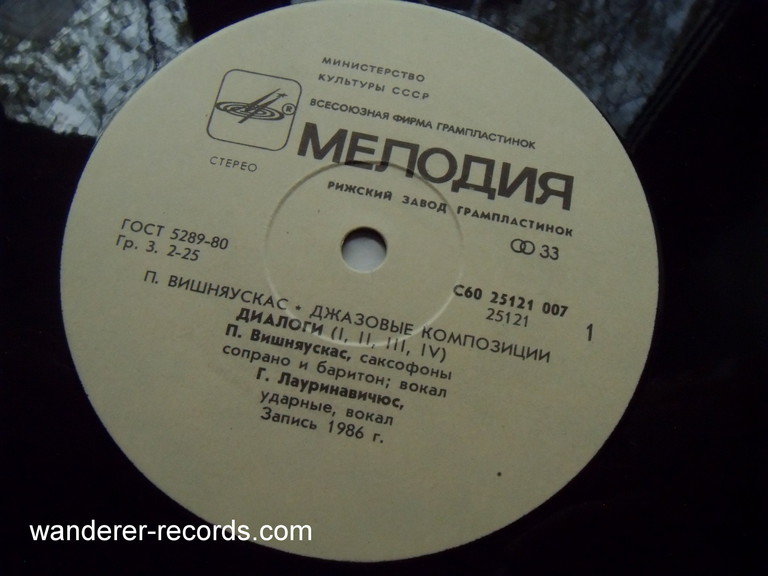 МИНИСТЕРСТВО
КУЛЬТУРЫ СССР
ВСЕСОЮЗНАЯ ФИРМА ГРАМПЛАСТИНОК
®
МЕЛОДИЯ
СТЕРЕО
РИЖСКИЙ ЗАВОД ГРАМПЛАСТИНОК
ГОСТ 5289-80
Гр. 3. 2-25
33
С60 25121 007
25121
1
П. ВИШНЯУСКАС • ДЖАЗОВЫЕ КОМПОЗИЦИИ
ДИАЛОГИ (I, II, III, IV)
П. Вишняускас, саксофоны
сопрано и баритон; вокал
Г. Лауринавичюс,
ударные, вокал
Запись 1986 г.
wanderer-records.com